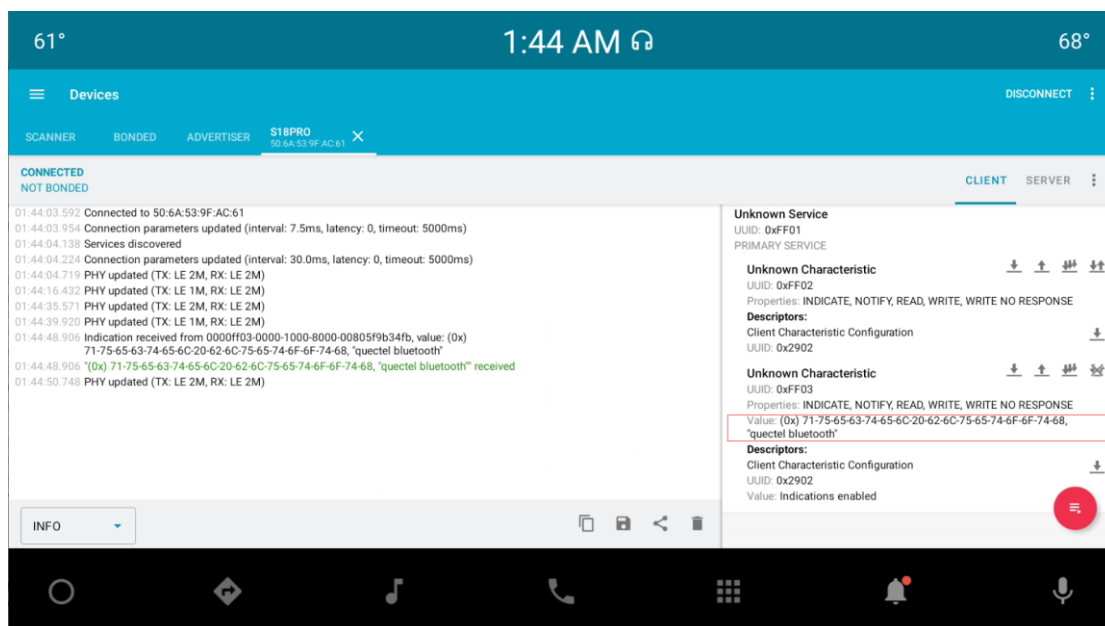 61°
1:44 AM
68°
Devices
DISCONNECT
SCANNER
BONDED
ADVERTISER
S18PRO
50:6A:53:9F:AC:61
CONNECTED
NOT BONDED
CLIENT
SERVER
01:44:03.592 Connected to 50:6A:53:9F:AC:61
01:44:03.954 Connection parameters updated (interval: 7.5ms, latency: 0, timeout: 5000ms)
01:44:04.138 Services discovered
01:44:04.224 Connection parameters updated (interval: 30.0ms, latency: 0, timeout: 5000ms)
01:44:04.719 PHY updated (TX: LE 2M, RX: LE 2M)
01:44:16.432 PHY updated (TX: LE 1M, RX: LE 2M)
01:44:35.571 PHY updated (TX: LE 2M, RX: LE 2M)
01:44:39.920 PHY updated (TX: LE 1M, RX: LE 2M)
01:44:48.906 Indication received from 0000ff03-0000-1000-8000-00805f9b34fb, value: (0x)
71-75-65-63-74-65-6C-20-62-6C-75-65-74-6F-6F-74-68, "quectel bluetooth"
01:44:48.906 "(0x) 71-75-65-63-74-65-6C-20-62-6C-75-65-74-6F-6F-74-68, "quectel bluetooth"" received
01:44:50.748 PHY updated (TX: LE 2M, RX: LE 2M)
INFO
Unknown Service
UUID: 0xFF01
PRIMARY SERVICE
Unknown Characteristic
UUID: 0xFF02
Properties: INDICATE, NOTIFY, READ, WRITE, WRITE NO RESPONSE
Descriptors:
Client Characteristic Configuration
UUID: 0x2902
Unknown Characteristic
UUID: 0xFF03
Properties: INDICATE, NOTIFY, READ, WRITE, WRITE NO RESPONSE
Value: (0x) 71-75-65-63-74-65-6C-20-62-6C-75-65-74-6F-6F-74-68,
"quectel bluetooth"
Descriptors:
Client Characteristic Configuration
UUID: 0x2902
Value: Indications enabled